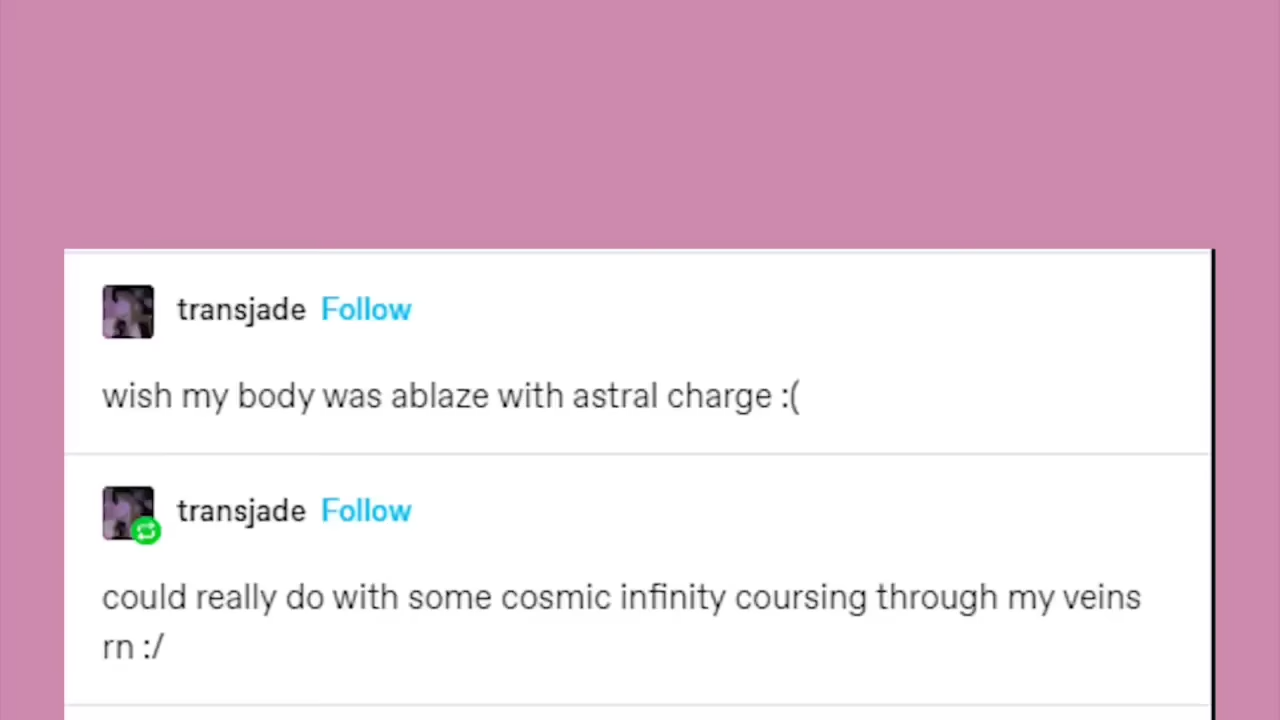 transjade Follow
wish my body was ablaze with astral charge :(
transjade Follow
could really do with some cosmic infinity coursing through my veins
rn :/